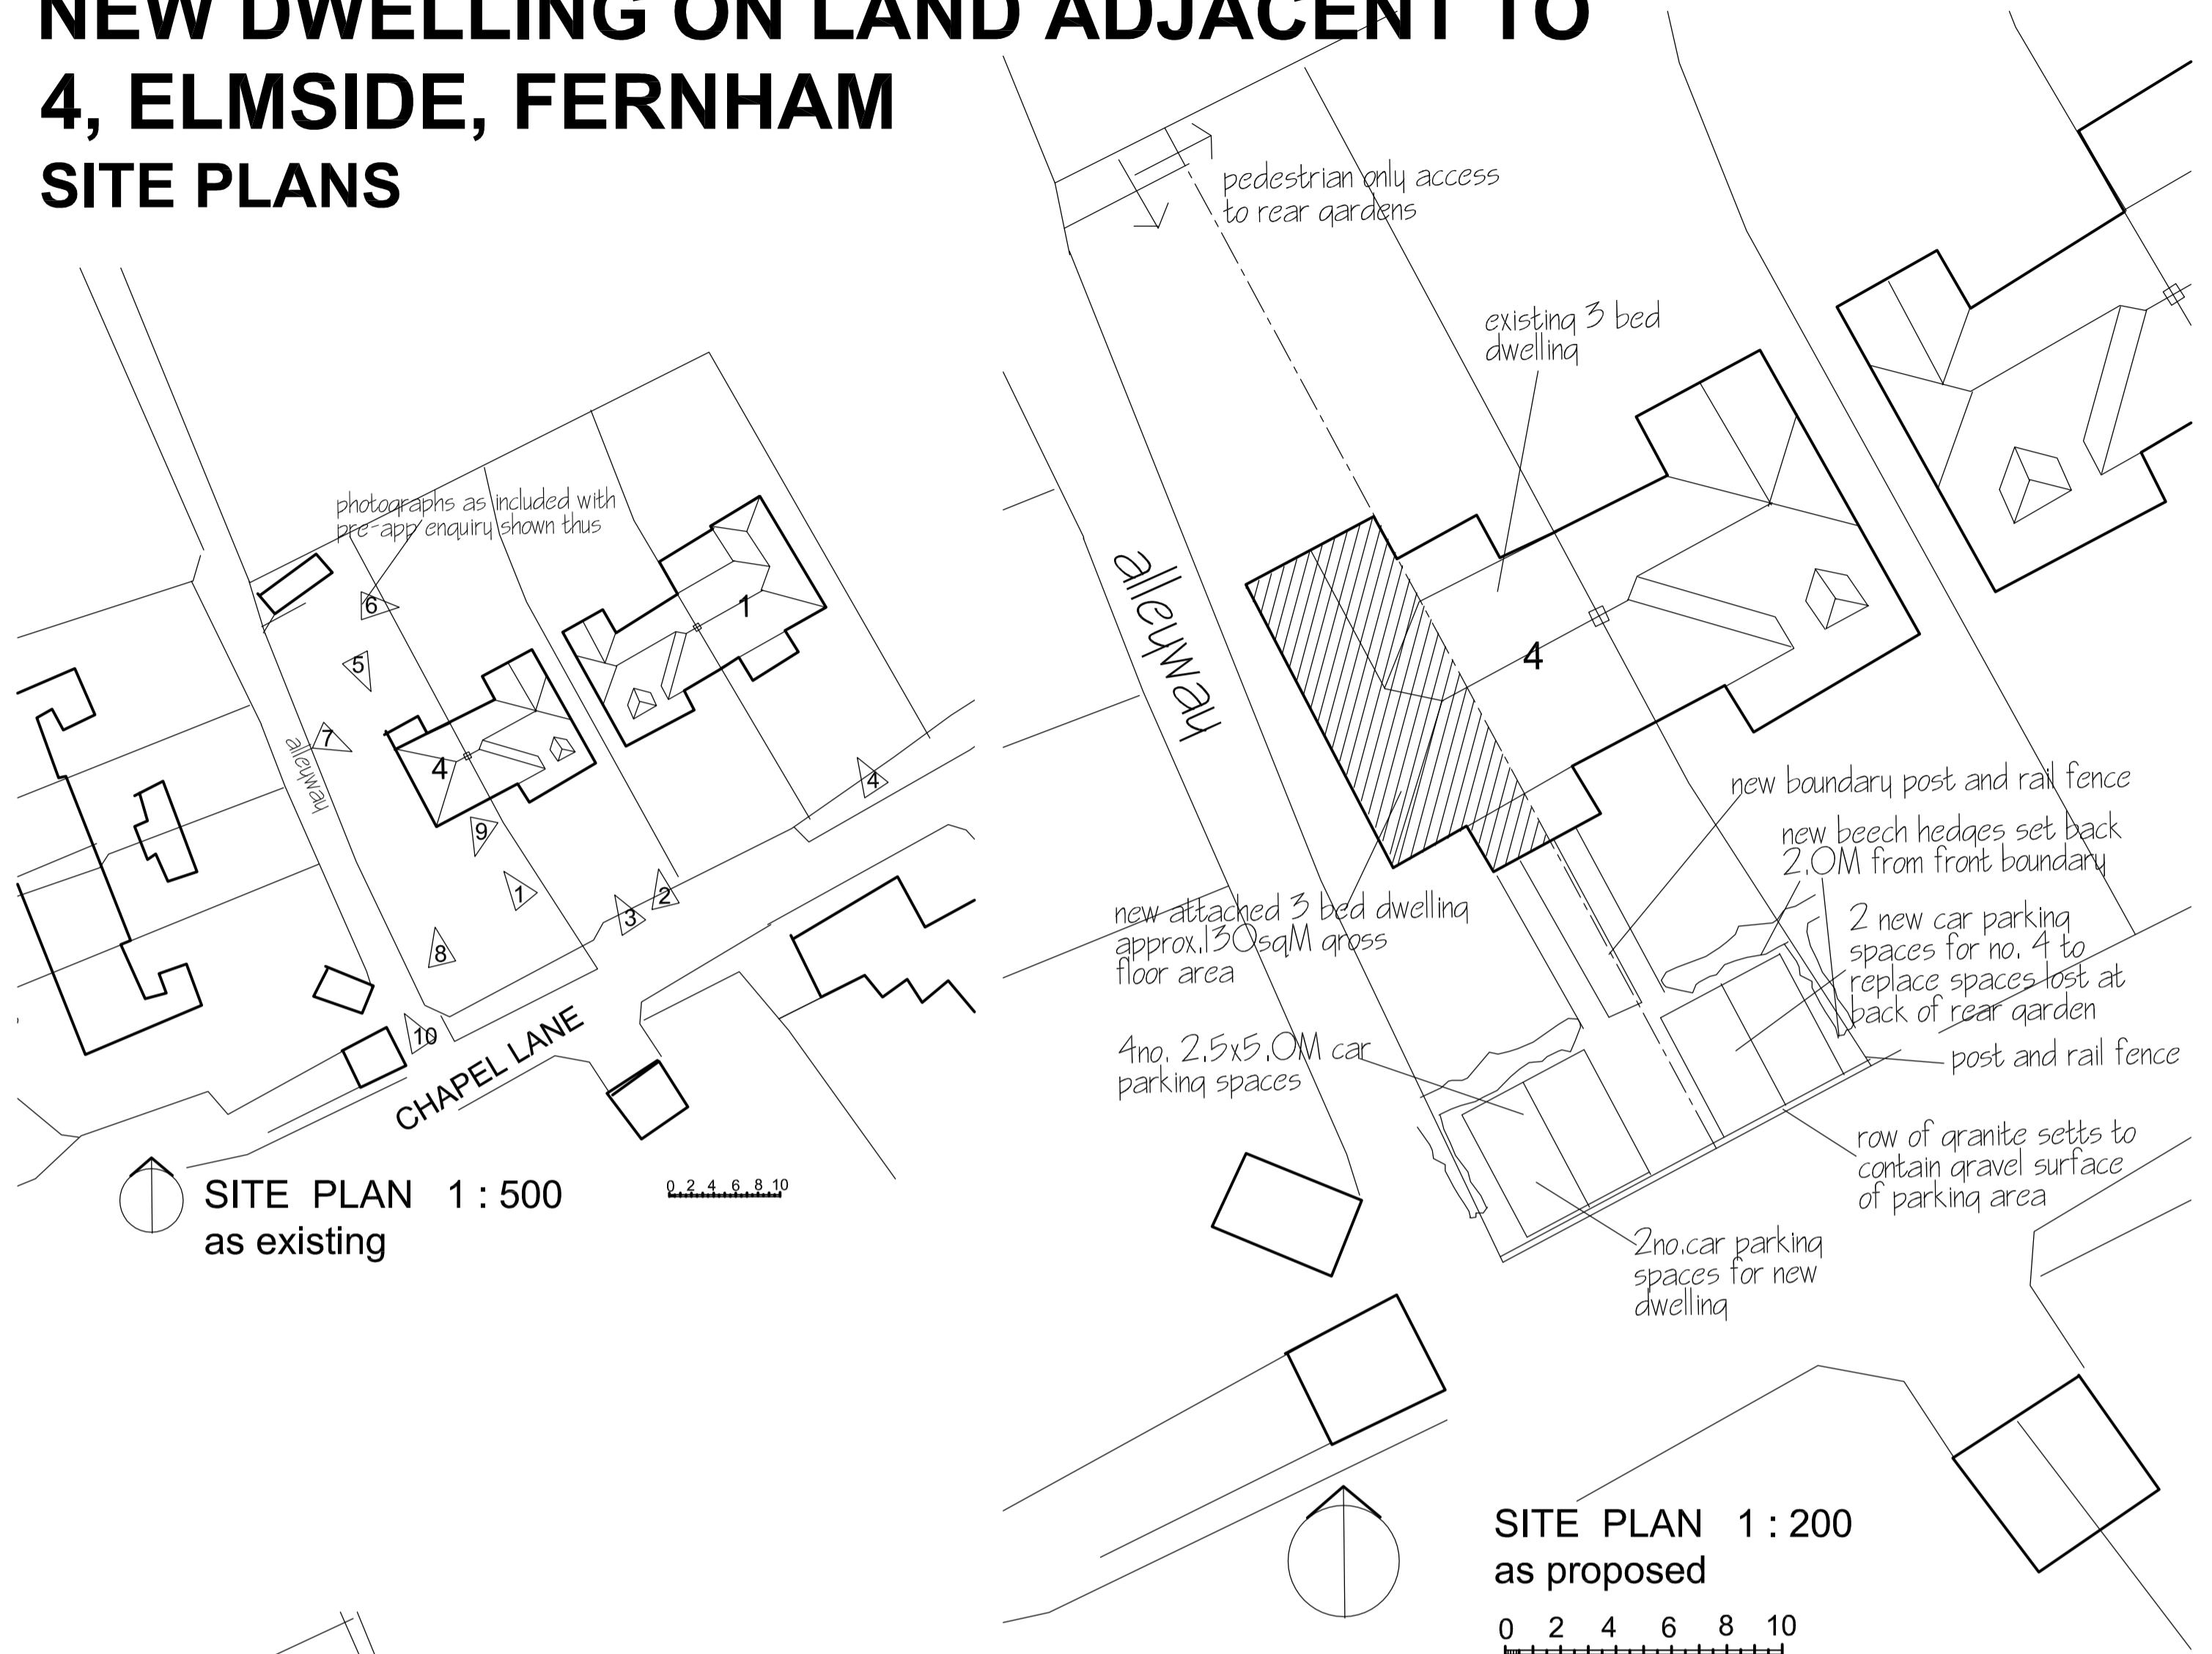 NEW DWELLING ON LAND ADJACENT TO
4, ELMSIDE, FERNHAM
SITE PLANS
photographs as included with
pre-app enquiry shown thus
6
5
7
alleyway
4
1
9
1
8
3
2
4
10
CHAPEL LANE
SITE PLAN 1 : 500
as existing
0 2 4 6 8 10
pedestrian only access
to rear gardens
existing 3 bed
dwelling
alleyway
4
new boundary post and rail fence
new beech hedges set back
2.0M from front boundary
new attached 3 bed dwelling
approx.130sqM gross
floor area
2 new car parking
spaces for no. 4 to
replace spaces lost at
back of rear garden
4no. 2.5x5.0M car
parking spaces
post and rail fence
row of granite setts to
contain gravel surface
of parking area
2no.car parking
spaces for new
dwelling
SITE PLAN 1 : 200
as proposed
0 2 4 6 8 10